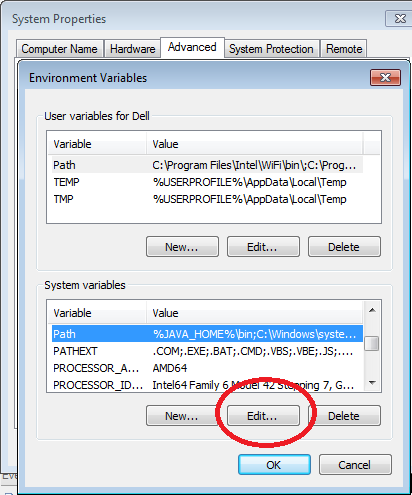 System Properties
Computer Name Hardware Advanced System Protection Remote
Environment Variables
User variables for Dell
Variable Value
Path C:\Program Files\Intel\WiFi\bin\;C:\Prog...
TEMP %USERPROFILE%\AppData\Local\Temp
TMP %USERPROFILE%\AppData\Local\Temp
New... Edit... Delete
System variables
Variable Value
Path %JAVA_HOME%\bin;C:\Windows\syste...
PATHEXT .COM;.EXE;.BAT;.CMD;.VBS;.VBE;.JS;....
PROCESSOR_A... AMD64
PROCESSOR_ID... Intel64 Family 6 Model 42 Stepping 7, G...
New... Edit... Delete
OK Cancel